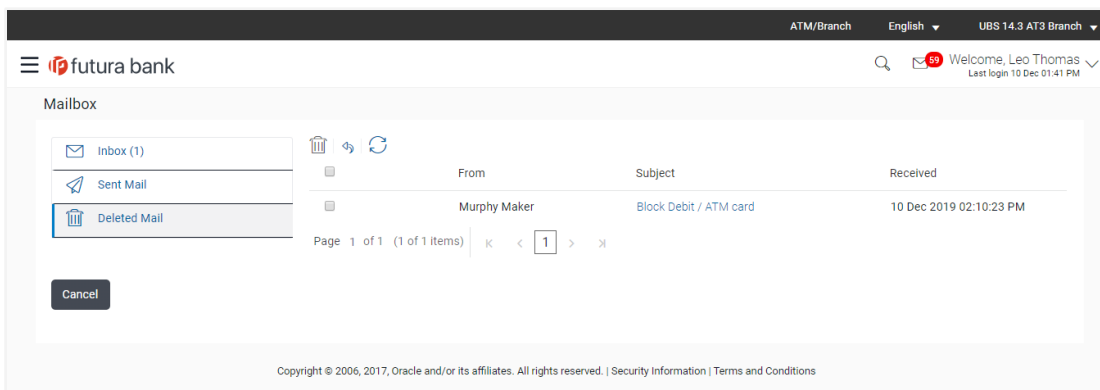 ATM/Branch English UBS 14.3 AT3 Branch
futura bank 59 Welcome, Leo Thomas
Last login 10 Dec 01:41 PM
Mailbox
Inbox (1)
Sent Mail
Deleted Mail
From Subject Received
Murphy Maker Block Debit / ATM card 10 Dec 2019 02:10:23 PM
Page 1 of 1 (1 of 1 items) 1
Cancel
Copyright © 2006, 2017, Oracle and/or its affiliates. All rights reserved. | Security Information | Terms and Conditions